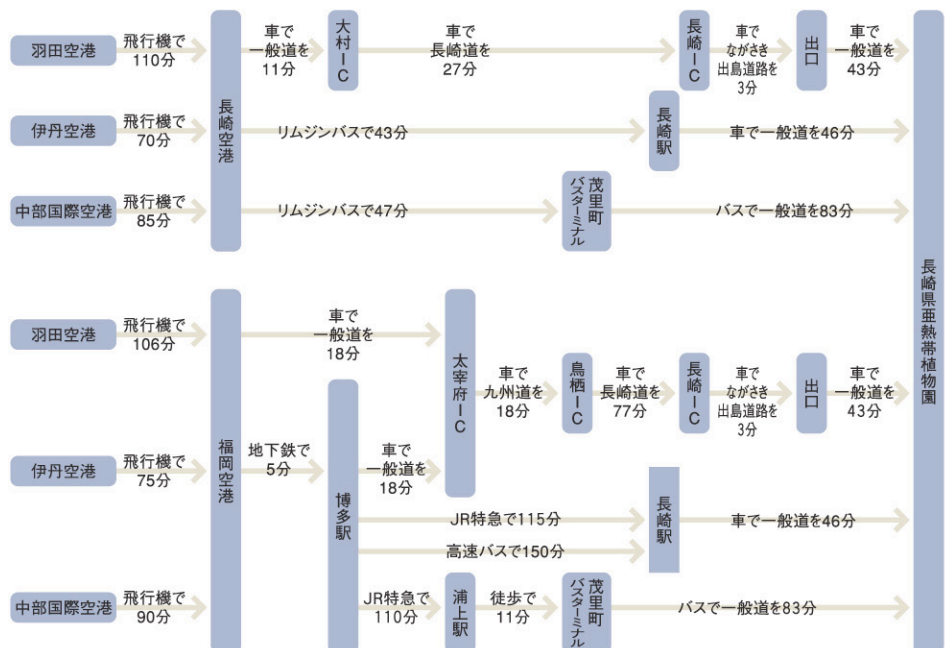 羽田空港
飛行機で
110分
長崎空港
車で
一般道を
11分
大村IC
車で
長崎道を
27分
長崎IC
車で
ながさき
出島道路を
3分
出口
車で
一般道を
43分
長崎県亜熱帯植物園
伊丹空港
飛行機で
70分
リムジンバスで43分
長崎駅
車で一般道を46分
中部国際空港
飛行機で
85分
リムジンバスで47分
茂里町
バスターミナル
バスで一般道を83分
羽田空港
飛行機で
106分
福岡空港
車で
一般道を
18分
太宰府IC
車で
九州道を
18分
鳥栖IC
車で
長崎道を
77分
長崎IC
車で
ながさき
出島道路を
3分
出口
車で
一般道を
43分
伊丹空港
飛行機で
75分
地下鉄で
5分
博多駅
車で
一般道を
18分
JR特急で115分
高速バスで150分
長崎駅
車で一般道を46分
中部国際空港
飛行機で
90分
JR特急で
110分
浦上駅
徒歩で
11分
茂里町
バスターミナル
バスで一般道を83分